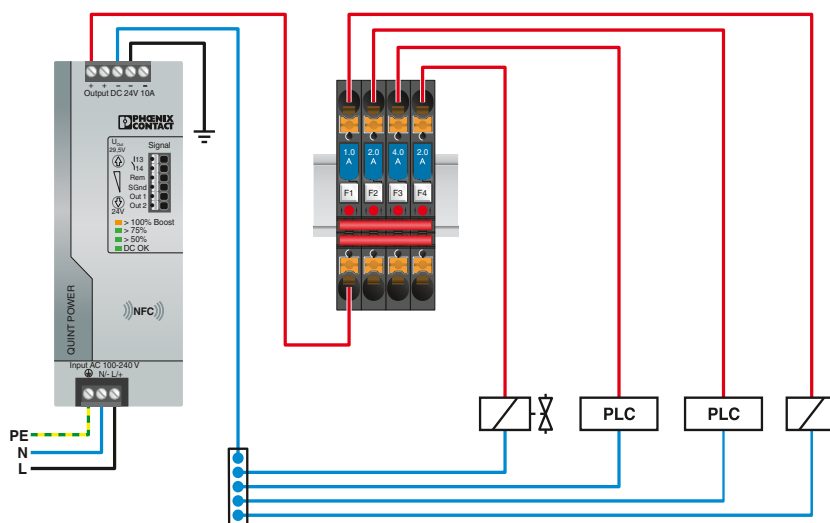 + + − − −
Output DC 24V 10A
PHŒNIX
CONTACT
UOut
29,5V
Signal
13
14
Rem
SGnd
Out 1
Out 2
24V
> 100% Boost
> 75%
> 50%
DC OK
QUINT POWER
NFC
Input AC 100-240 V
N/- L/+
PE
N
L
1.0
A
2.0
A
4.0
A
2.0
A
F1
F2
F3
F4
PLC
PLC